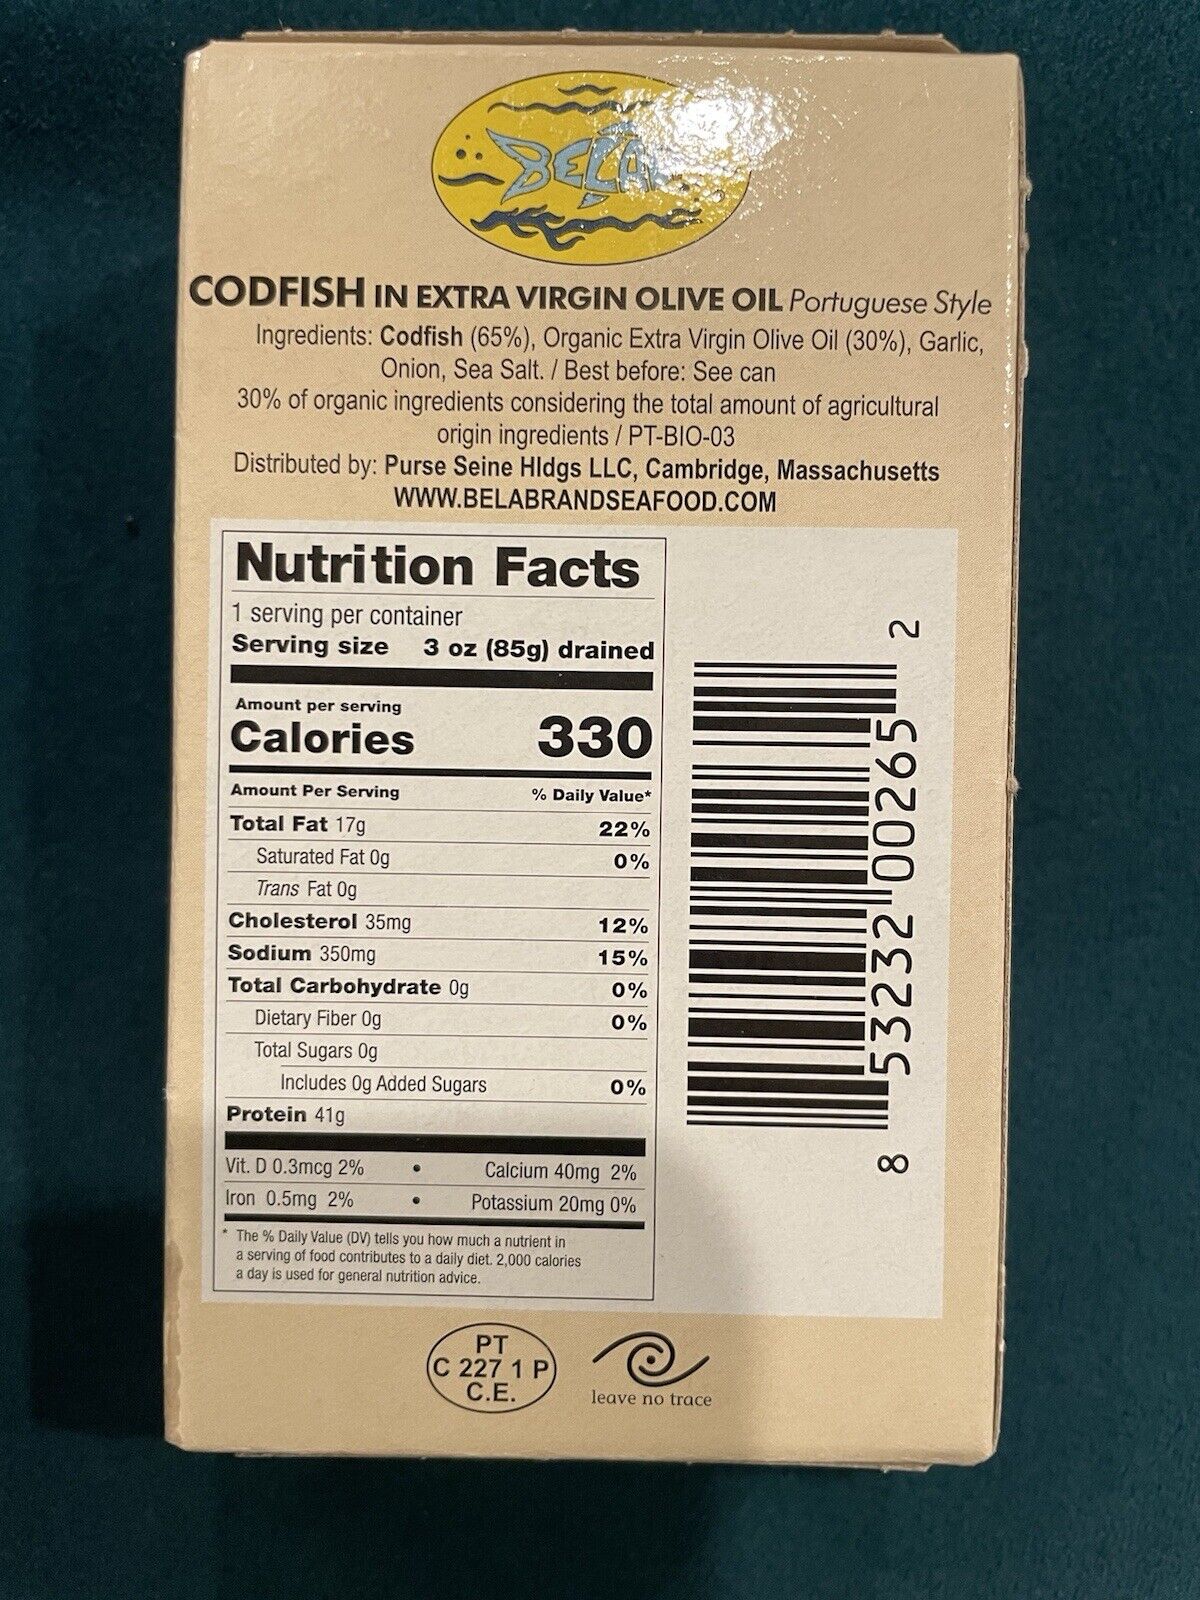 BELA
CODFISH IN EXTRA VIRGIN OLIVE OIL Portuguese Style
Ingredients: Codfish (65%), Organic Extra Virgin Olive Oil (30%), Garlic,
Onion, Sea Salt. / Best before: See can
30% of organic ingredients considering the total amount of agricultural
origin ingredients / PT-BIO-03
Distributed by: Purse Seine Hldgs LLC, Cambridge, Massachusetts
WWW.BELABRANDSEAFOOD.COM
Nutrition Facts
1 serving per container
Serving size 3 oz (85g) drained
Amount per serving
Calories 330
Amount Per Serving % Daily Value*
Total Fat 17g 22%
Saturated Fat 0g 0%
Trans Fat 0g
Cholesterol 35mg 12%
Sodium 350mg 15%
Total Carbohydrate 0g 0%
Dietary Fiber 0g 0%
Total Sugars 0g
Includes 0g Added Sugars 0%
Protein 41g
Vit. D 0.3mcg 2% • Calcium 40mg 2%
Iron 0.5mg 2% • Potassium 20mg 0%
* The % Daily Value (DV) tells you how much a nutrient in
a serving of food contributes to a daily diet. 2,000 calories
a day is used for general nutrition advice.
8 53232 00265 2
PT
C 227 1 P
C.E.
leave no trace